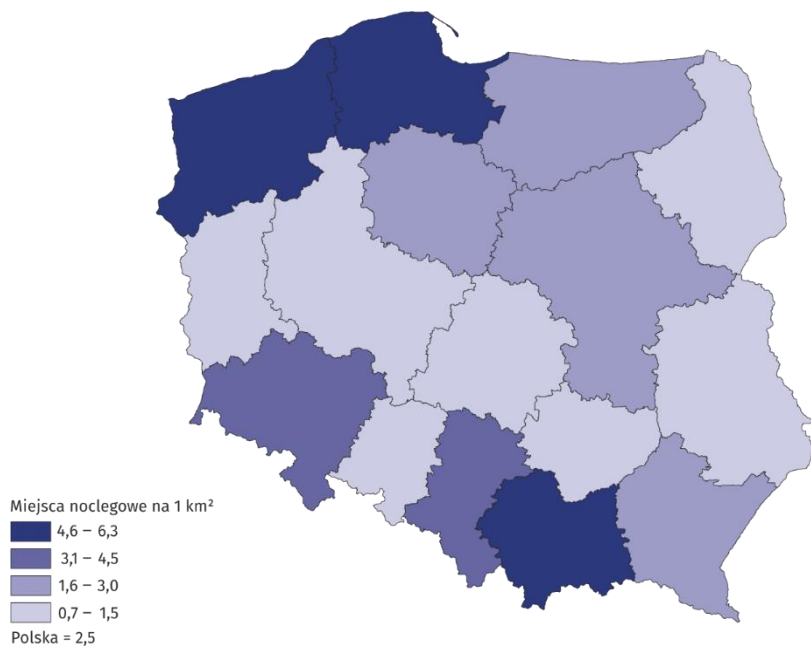 Miejsca noclegowe na 1 km²
4,6 – 6,3
3,1 – 4,5
1,6 – 3,0
0,7 – 1,5
Polska = 2,5